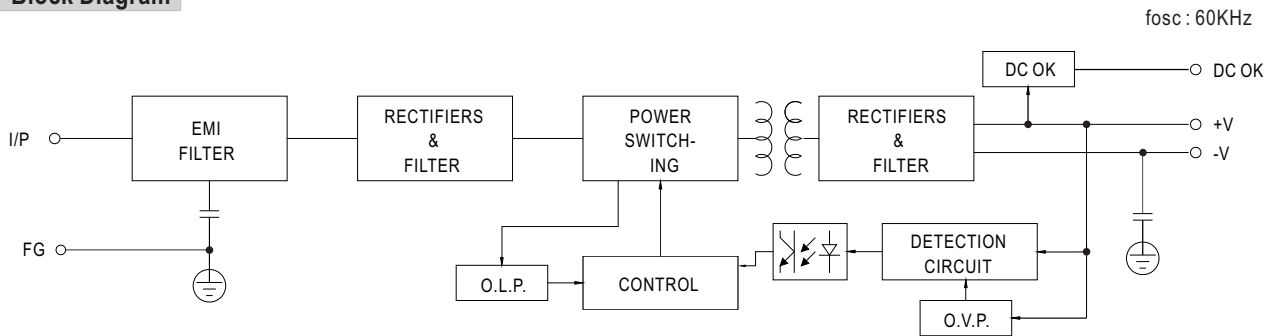 Block Diagram
fosc : 60KHz
DC OK
DC OK
I/P
EMI
FILTER
RECTIFIERS
&
FILTER
POWER
SWITCH-
ING
RECTIFIERS
&
FILTER
+V
-V
FG
O.L.P.
CONTROL
DETECTION
CIRCUIT
O.V.P.